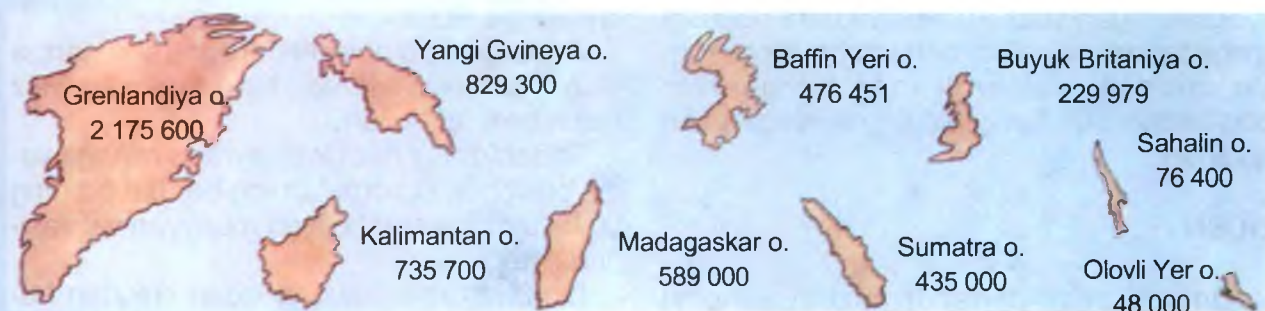 Grenlandiya o.
2 175 600
Yangi Gvineya o.
829 300
Baffin Yeri o.
476 451
Buyuk Britaniya o.
229 979
Sahalin o.
76 400
Kalimantan o.
735 700
Madagaskar o.
589 000
Sumatra o.
435 000
Olovli Yer o.
48 000